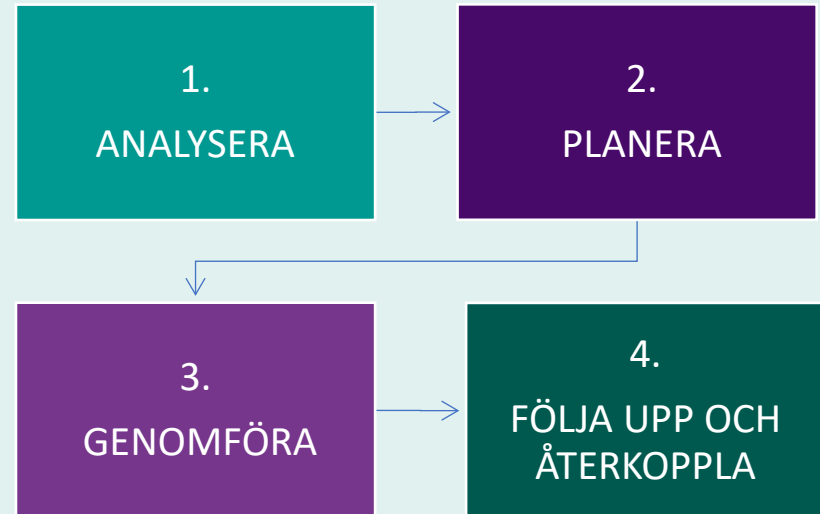 1.
ANALYSERA
2.
PLANERA
3.
GENOMFÖRA
4.
FÖLJA UPP OCH
ÅTERKOPPLA